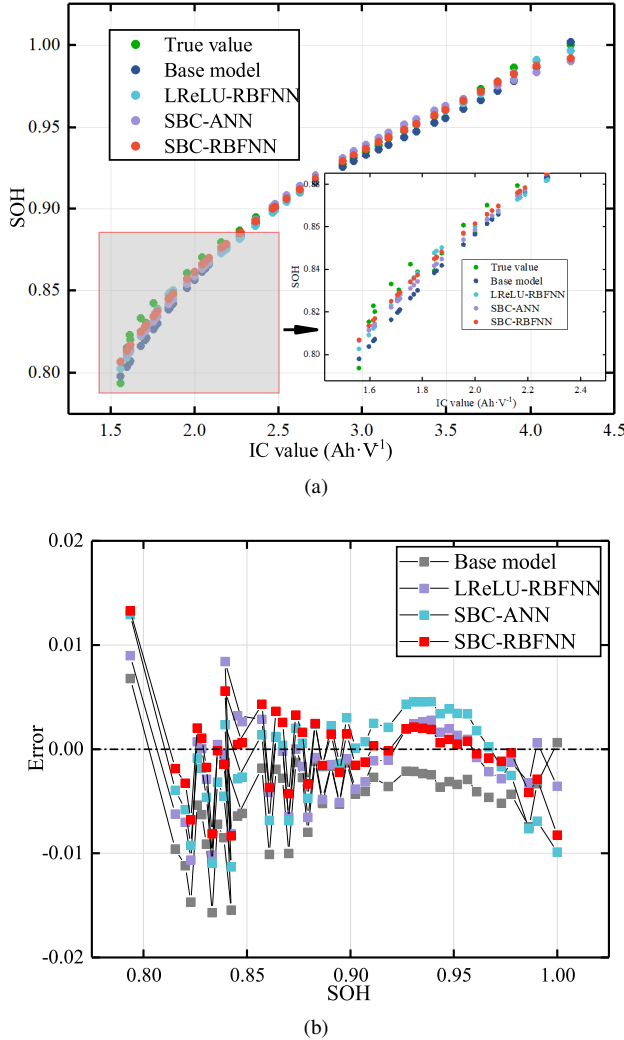 1.00
0.95
0.90
0.85
0.80
SOH
True value
Base model
LReLU-RBFNN
SBC-ANN
SBC-RBFNN
0.88
0.86
0.84
0.82
0.80
SOH
True value
Base model
LReLU-RBFNN
SBC-ANN
SBC-RBFNN
1.6 1.8 2.0 2.2 2.4
IC value (Ah·V-1)
1.5 2.0 2.5 3.0 3.5 4.0 4.5
IC value (Ah·V-1)
(a)
0.02
0.01
0.00
-0.01
-0.02
Error
Base model
LReLU-RBFNN
SBC-ANN
SBC-RBFNN
0.80 0.85 0.90 0.95 1.00
SOH
(b)